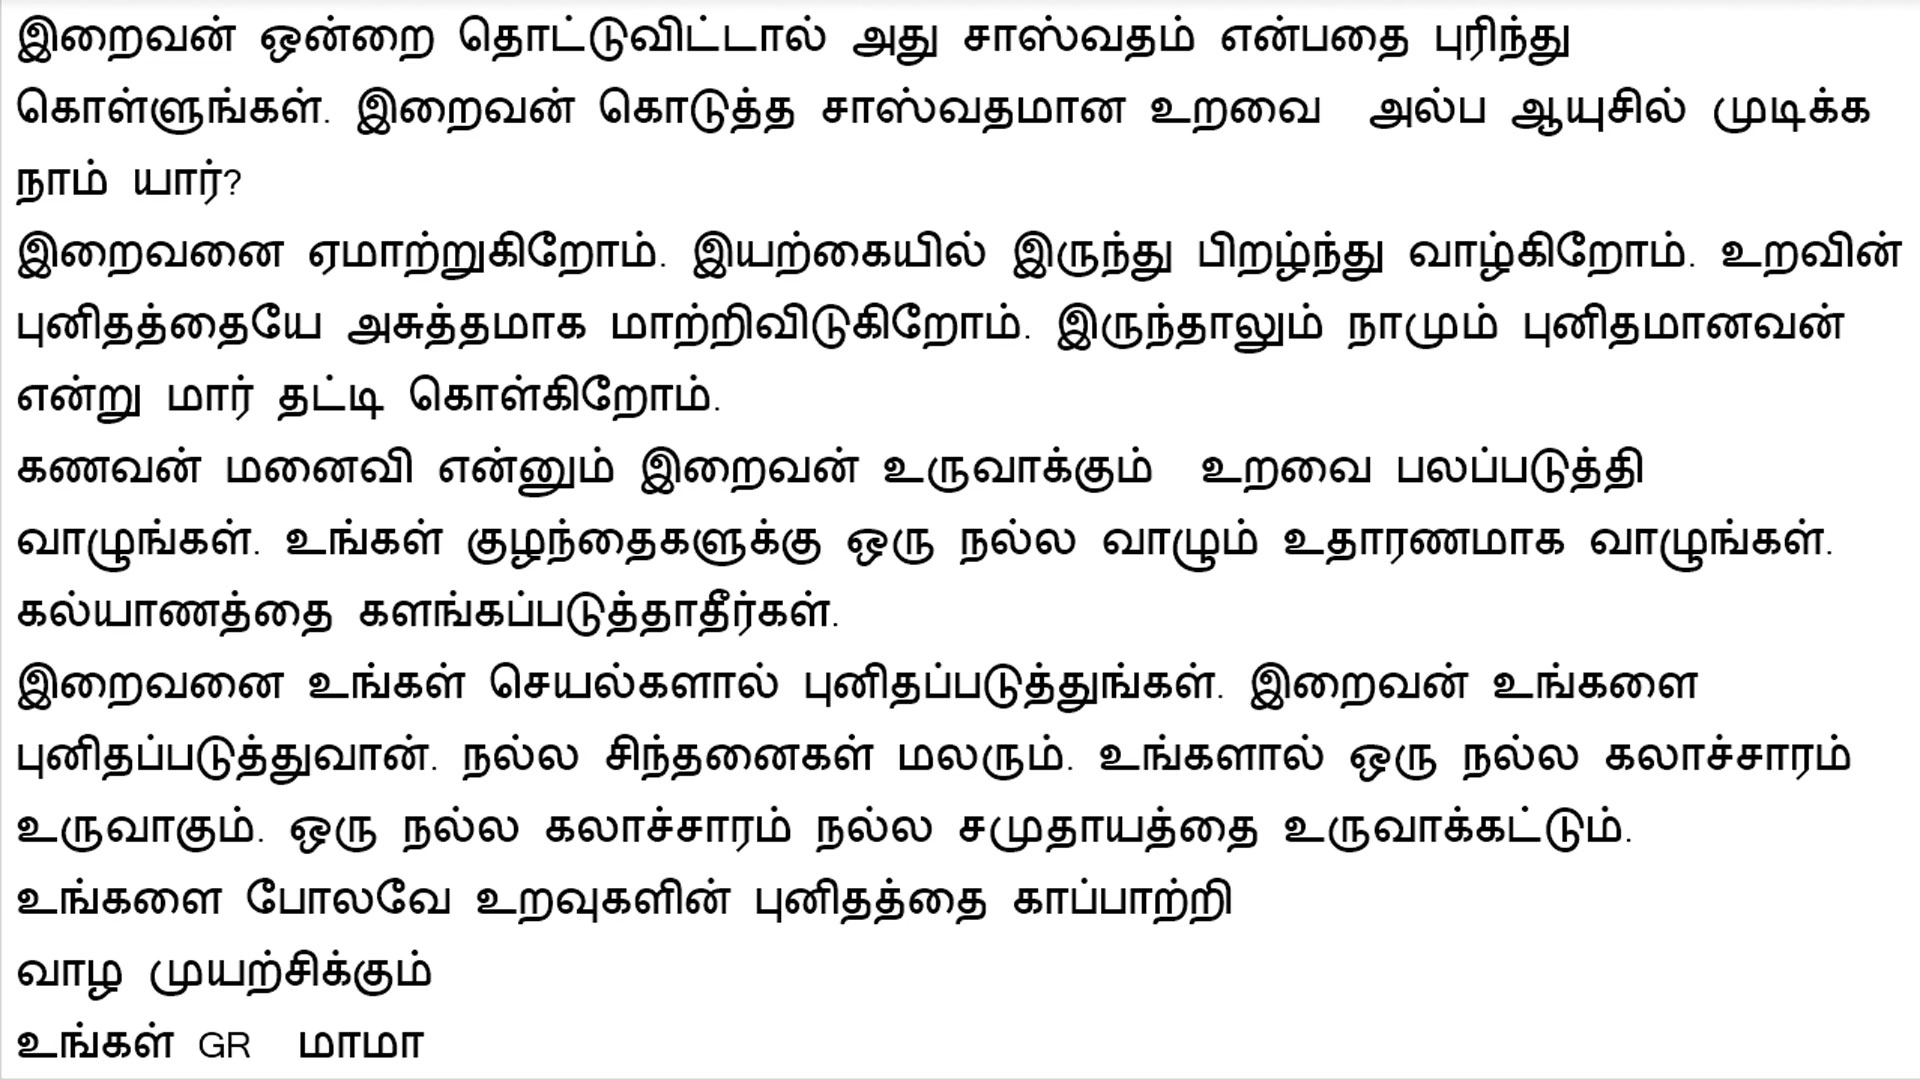 இறைவன் ஒன்றை தொட்டுவிட்டால் அது சாஸ்வதம் என்பதை புரிந்து
கொள்ளுங்கள். இறைவன் கொடுத்த சாஸ்வதமான உறவை அல்ப ஆயுசில் முடிக்க
நாம் யார்?
இறைவனை ஏமாற்றுகிறோம். இயற்கையில் இருந்து பிறழ்ந்து வாழ்கிறோம். உறவின்
புனிதத்தையே அசுத்தமாக மாற்றிவிடுகிறோம். இருந்தாலும் நாமும் புனிதமானவன்
என்று மார் தட்டி கொள்கிறோம்.
கணவன் மனைவி என்னும் இறைவன் உருவாக்கும் உறவை பலப்படுத்தி
வாழுங்கள். உங்கள் குழந்தைகளுக்கு ஒரு நல்ல வாழும் உதாரணமாக வாழுங்கள்.
கல்யாணத்தை களங்கப்படுத்தாதீர்கள்.
இறைவனை உங்கள் செயல்களால் புனிதப்படுத்துங்கள். இறைவன் உங்களை
புனிதப்படுத்துவான். நல்ல சிந்தனைகள் மலரும். உங்களால் ஒரு நல்ல கலாச்சாரம்
உருவாகும். ஒரு நல்ல கலாச்சாரம் நல்ல சமுதாயத்தை உருவாக்கட்டும்.
உங்களை போலவே உறவுகளின் புனிதத்தை காப்பாற்றி
வாழ முயற்சிக்கும்
உங்கள் GR மாமா